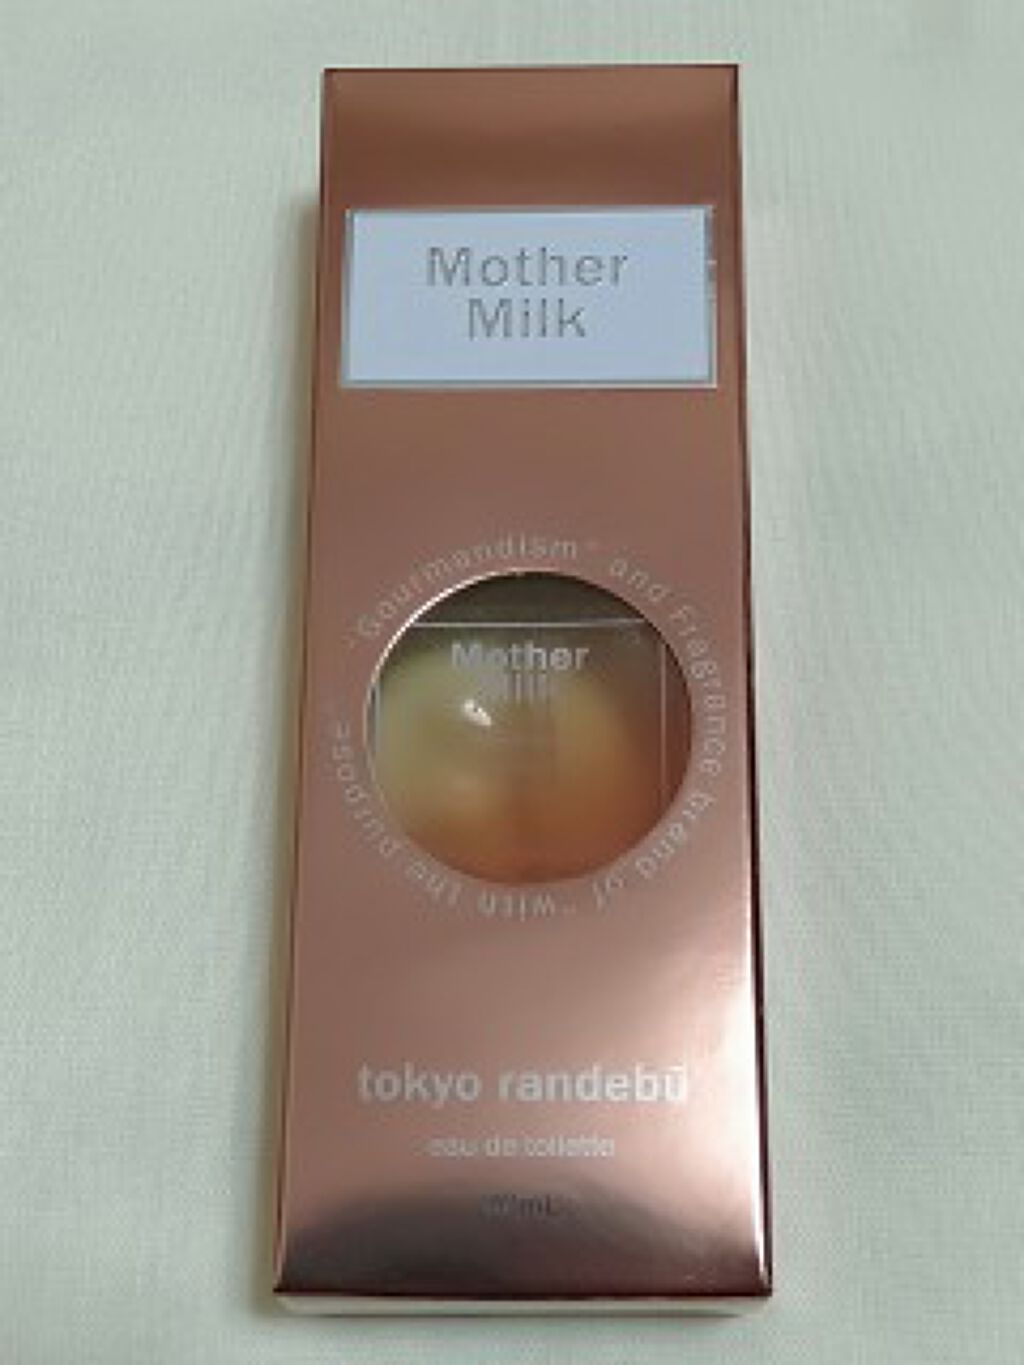 Mother
Milk
"Gourmandism" and Fragrance brand of "with the purpose"
Mother
Milk
tokyo randebū
eau de toilette